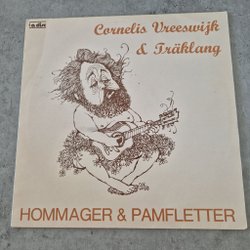 Cornelis Vreeswijk
& Träklang
HOMMAGER & PAMFLETTER